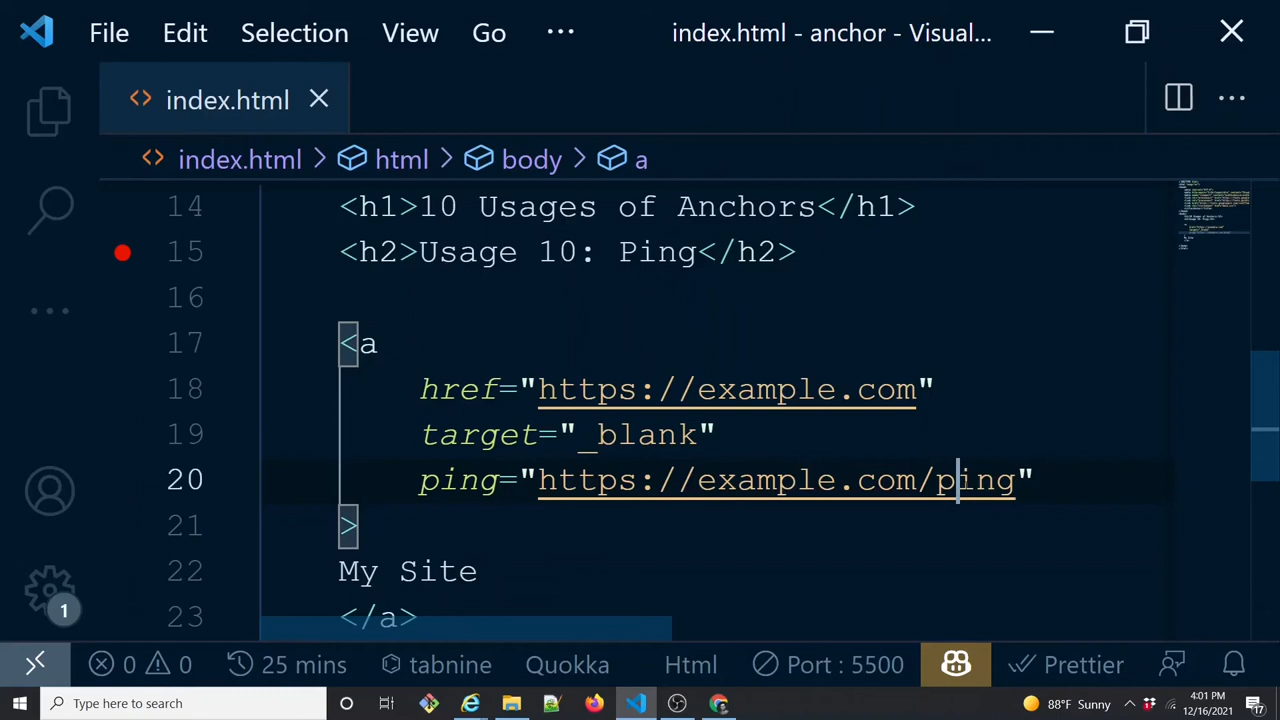 File Edit Selection View Go ··· index.html - anchor - Visual...
index.html
index.html > html > body > a
14 <h1>10 Usages of Anchors</h1>
15 <h2>Usage 10: Ping</h2>
16
17 <a
18 href="https://example.com"
19 target="_blank"
20 ping="https://example.com/ping"
21 >
22 My Site
23 </a>
1
0 0 25 mins tabnine Quokka Html Port : 5500 Prettier
Type here to search 88°F Sunny 4:01 PM
12/16/2021 17